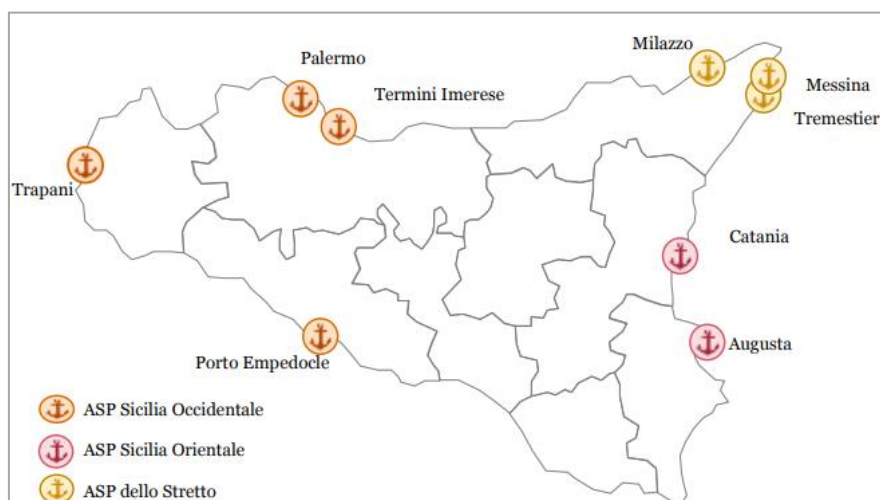 Milazzo
Palermo
Messina
Termini Imerese
Tremestier
Trapani
Catania
Augusta
Porto Empedocle
ASP Sicilia Occidentale
ASP Sicilia Orientale
ASP dello Stretto